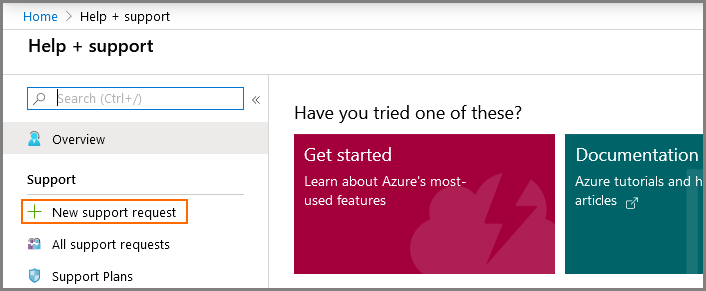 Home > Help + support
Help + support
Search (Ctrl+/)
«
Overview
Support
New support request
All support requests
Support Plans
Have you tried one of these?
Get started
Learn about Azure's most-
used features
Documentation
Azure tutorials and h
articles